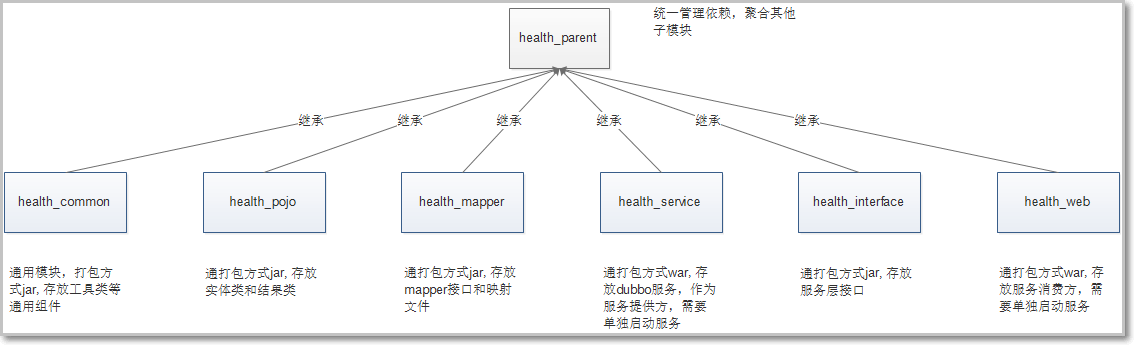 统一管理依赖，聚合其他
子模块
health_parent
继承
继承
继承
继承
继承
继承
health_common
health_pojo
health_mapper
health_service
health_interface
health_web
通用模块，打包方
式jar, 存放工具类等
通用组件
通打包方式jar, 存放
实体类和结果类
通打包方式jar, 存放
mapper接口和映射
文件
通打包方式war, 存
放dubbo服务，作为
服务提供方，需要
单独启动服务
通打包方式jar, 存放
服务层接口
通打包方式war, 存
放服务消费方，需
要单独启动服务